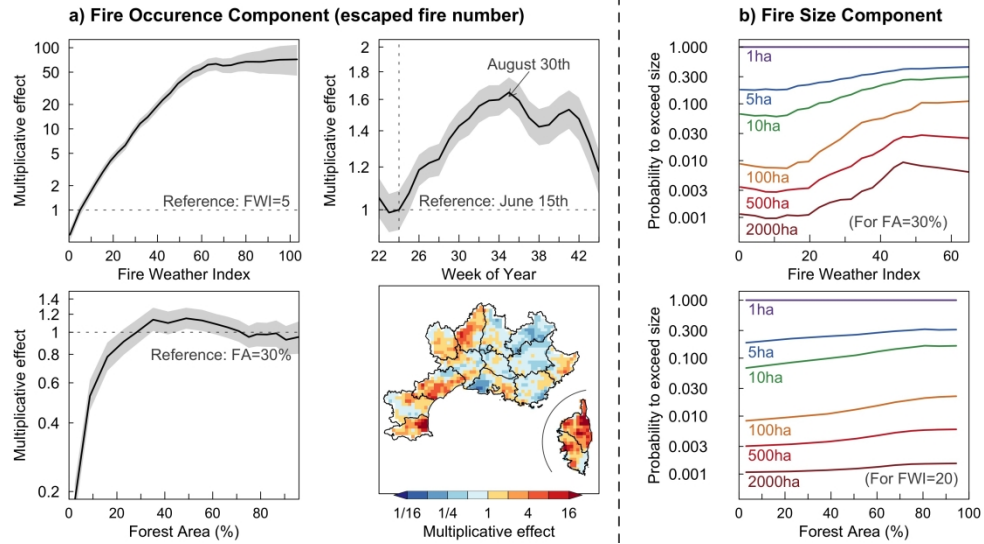 a) Fire Occurence Component (escaped fire number)
b) Fire Size Component
Multiplicative effect
100
50
20
10
5
2
1
Reference: FWI=5
0 20 40 60 80 100
Fire Weather Index
Multiplicative effect
2
1.8
1.6
1.4
1.2
1
August 30th
Reference: June 15th
22 26 30 34 38 42
Week of Year
Probability to exceed size
1.000
0.300
0.100
0.030
0.010
0.003
0.001
1ha
5ha
10ha
100ha
500ha
2000ha
(For FA=30%)
0 20 40 60
Fire Weather Index
Multiplicative effect
1.4
1.2
1
0.8
0.6
0.4
0.2
Reference: FA=30%
0 20 40 60 80
Forest Area (%)
1/16 1/4 1 4 16
Multiplicative effect
Probability to exceed size
1.000
0.300
0.100
0.030
0.010
0.003
0.001
1ha
5ha
10ha
100ha
500ha
2000ha
(For FWI=20)
0 20 40 60 80 100
Forest Area (%)